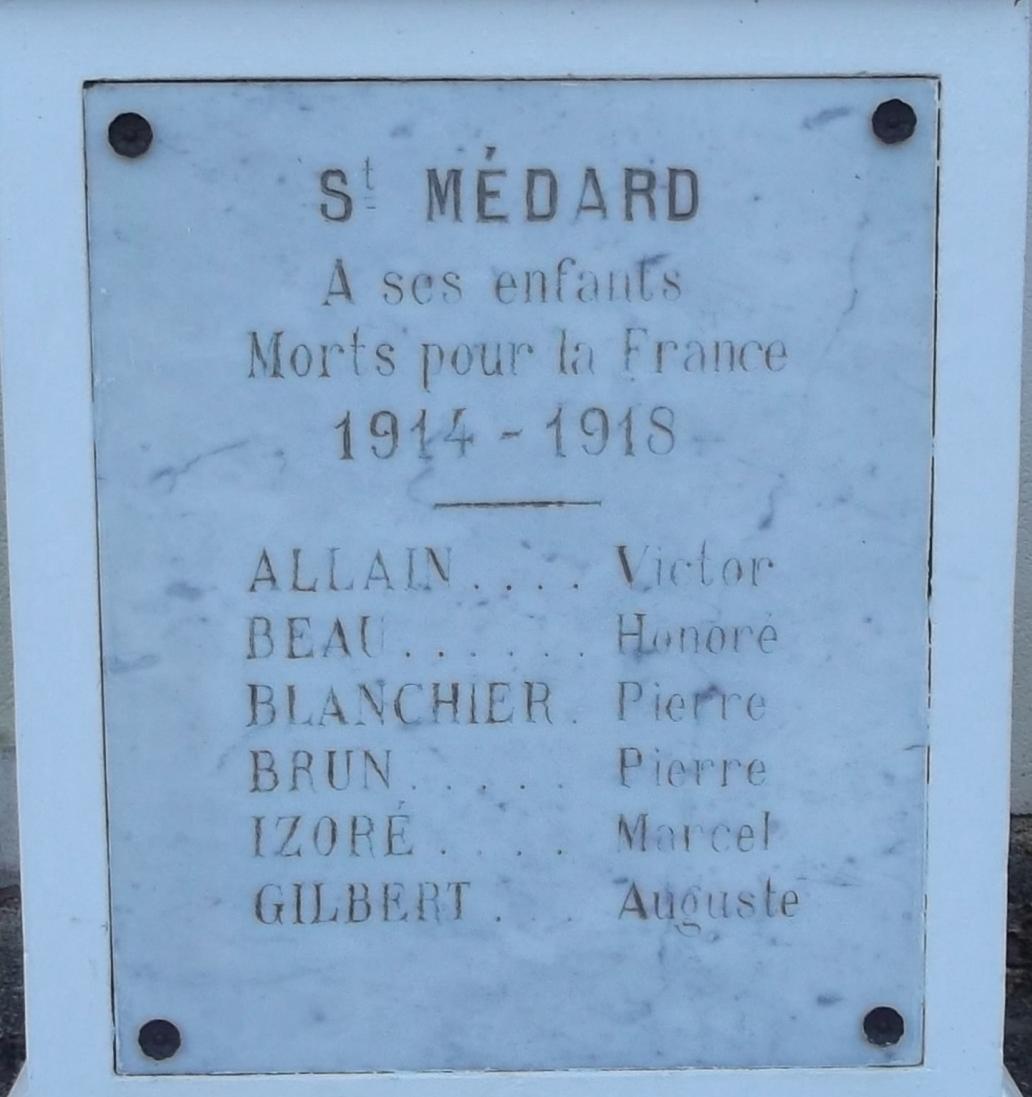 St MÉDARD
A ses enfants
Morts pour la France
1914 - 1918
ALLAIN .... Victor
BEAU ...... Honoré
BLANCHIER . Pierre
BRUN ..... Pierre
IZORÉ .... Marcel
GILBERT ... Auguste